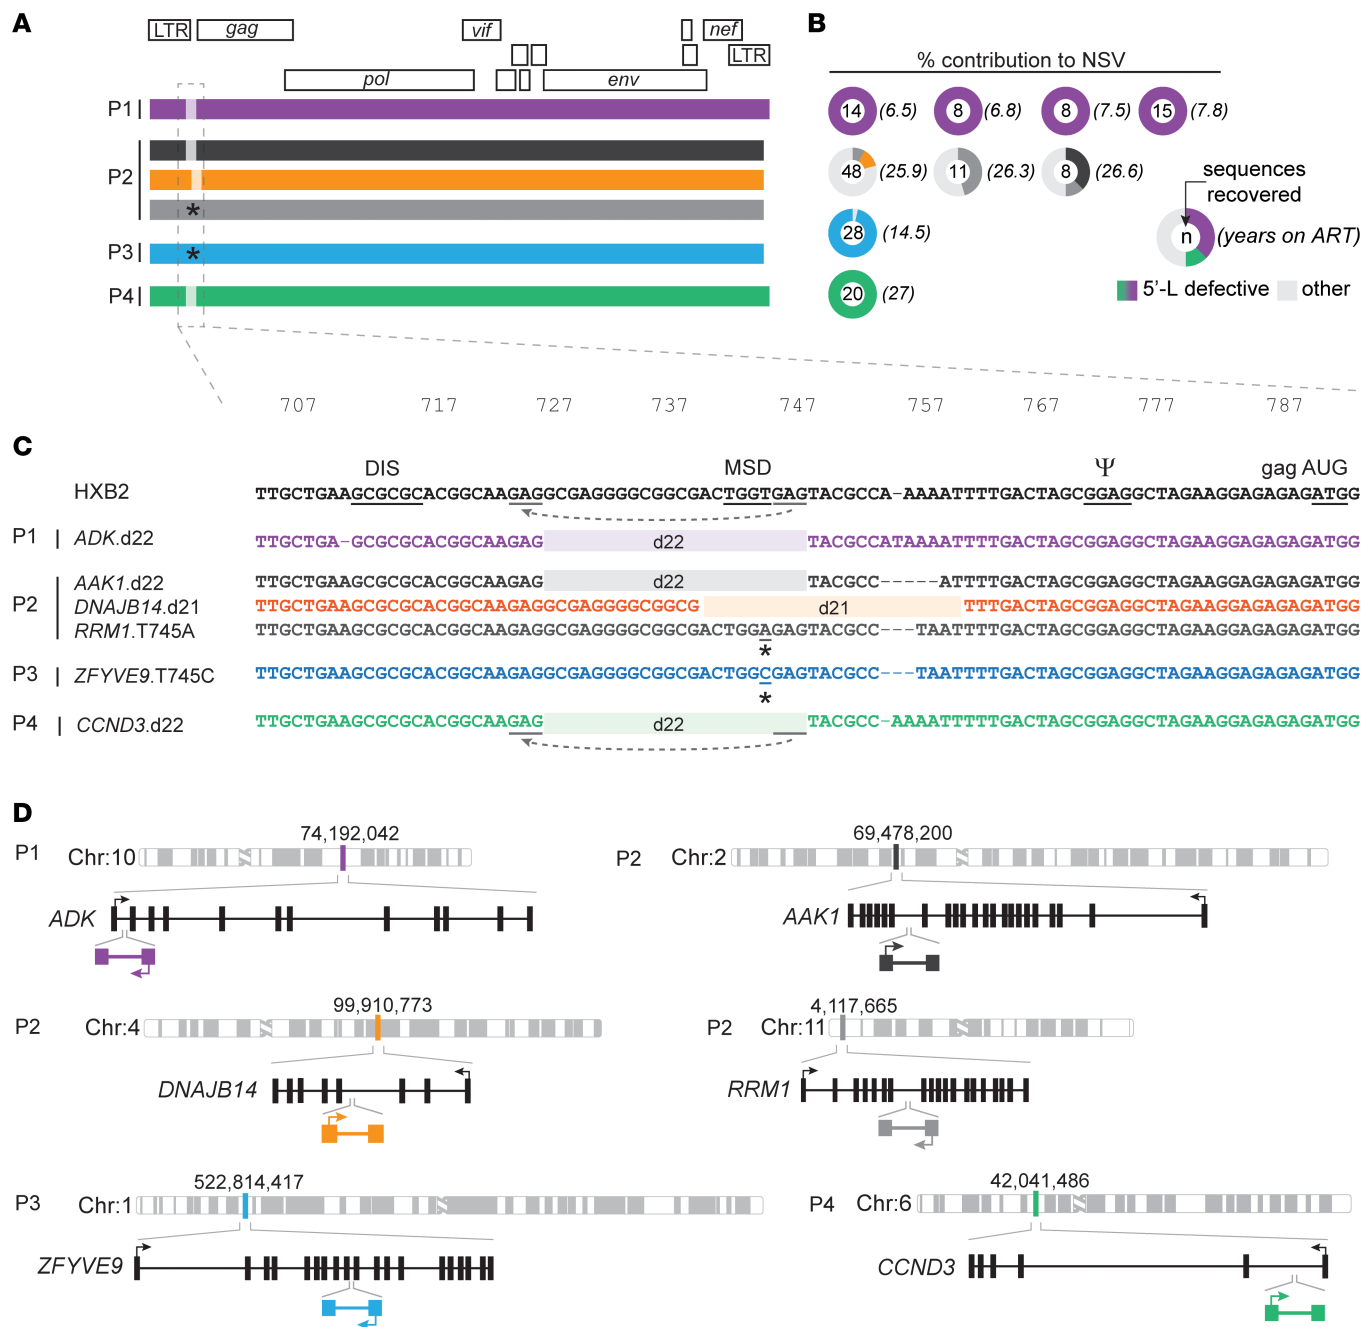 A
LTR gag vif nef
LTR
pol env
P1
P2
*
P3 *
P4
B
% contribution to NSV
14 (6.5) 8 (6.8) 8 (7.5) 15 (7.8)
48 (25.9) 11 (26.3) 8 (26.6)
28 (14.5)
20 (27)
sequences
recovered
n (years on ART)
5'-L defective other
707 717 727 737 747 757 767 777 787
C
DIS MSD Ψ gag AUG
HXB2 TTGCTGAAGCGCGCACGGCAAGAGGCGAGGGGCGGCGACTGGTGAGTACGCCA-AAAATTTTGACTAGCGGAGGCTAGAAGGAGAGAGATGG
P1 ADK.d22 TTGCTGA-GCGCGCACGGCAAGAG d22 TACGCCATAAAATTTTGACTAGCGGAGGCTAGAAGGAGAGAGATGG
AAK1.d22 TTGCTGAAGCGCGCACGGCAAGAG d22 TACGCC-----ATTTTGACTAGCGGAGGCTAGAAGGAGAGAGATGG
P2 DNAJB14.d21 TTGCTGAAGCGCGCACGGCAAGAGGCGAGGGGCGGCG d21 TTTGACTAGCGGAGGCTAGAAGGAGAGAGATGG
RRM1.T745A TTGCTGAAGCGCGCACGGCAAGAGGCGAGGGGCGGCGACTGGAGAGTACGCC---TAATTTTGACTAGCGGAGGCTAGAAGGAGAGAGATGG
*
P3 ZFYVE9.T745C TTGCTGAAGCGCGCACGGCAAGAGGCGAGGGGCGGCGACTGGCGAGTACGCC---TAATTTTGACTAGCGGAGGCTAGAAGGAGAGAGATGG
*
P4 CCND3.d22 TTGCTGAAGCGCGCACGGCAAGAG d22 TACGCC-AAAATTTTTGACTAGCGGAGGCTAGAAGGAGAGAGATGG
D
74,192,042
P1 Chr:10
ADK
69,478,200
P2 Chr:2
AAK1
99,910,773
P2 Chr:4
DNAJB14
4,117,665
P2 Chr:11
RRM1
522,814,417
P3 Chr:1
ZFYVE9
42,041,486
P4 Chr:6
CCND3